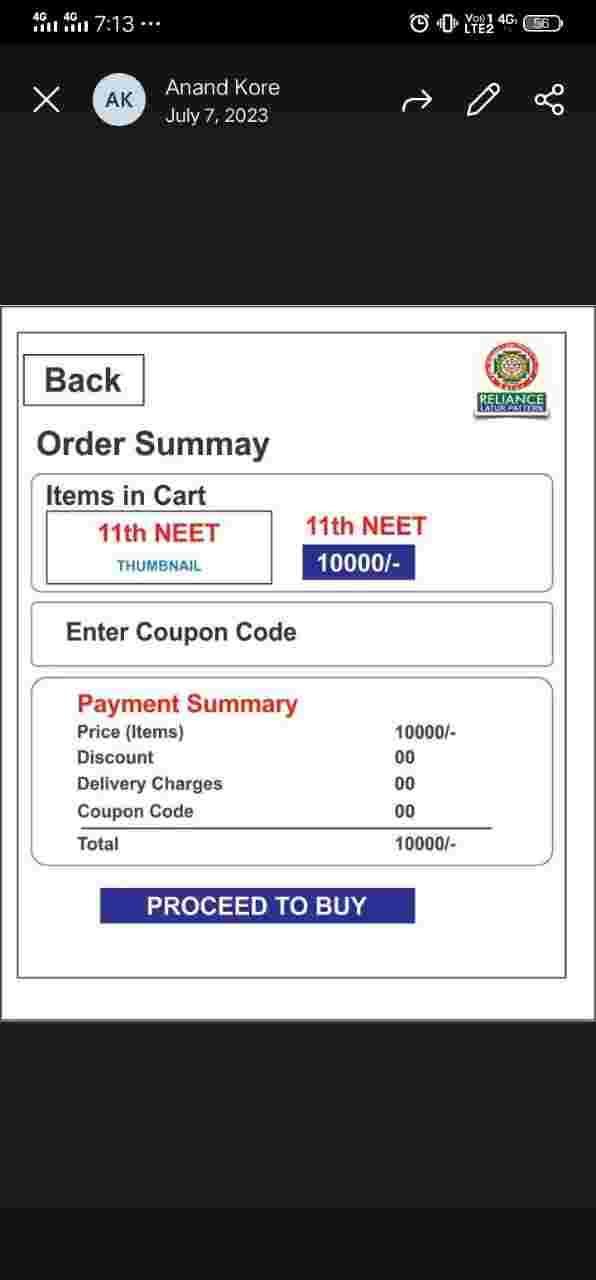 4G 4G 7:13 ...
Vo) 1 4G
LTE2
56
AK
Anand Kore
July 7, 2023
Back
RELIANCE
LATUR PATTERN
Order Summay
Items in Cart
11th NEET
THUMBNAIL
11th NEET
10000/-
Enter Coupon Code
Payment Summary
Price (Items) 10000/-
Discount 00
Delivery Charges 00
Coupon Code 00
Total 10000/-
PROCEED TO BUY